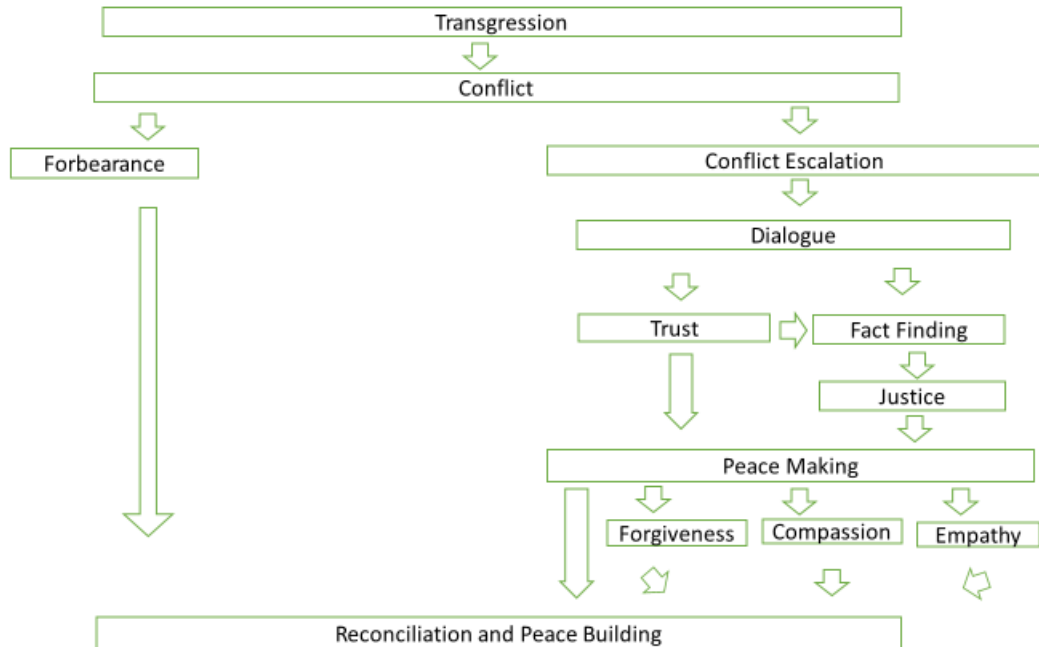 Transgression
Conflict
Forbearance
Conflict Escalation
Dialogue
Trust
Fact Finding
Justice
Peace Making
Forgiveness
Compassion
Empathy
Reconciliation and Peace Building